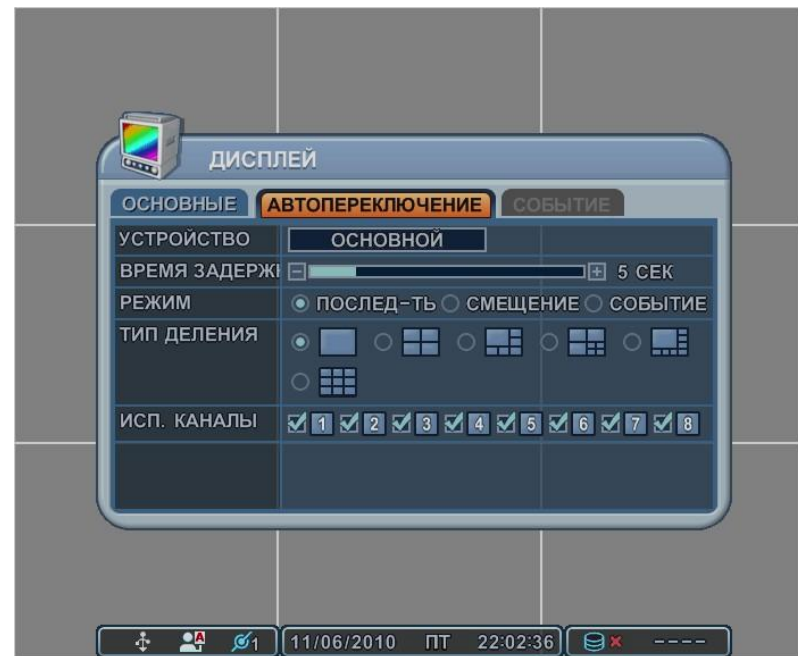 ДИСПЛЕЙ
ОСНОВНЫЕ АВТОПЕРЕКЛЮЧЕНИЕ СОБЫТИЕ
УСТРОЙСТВО ОСНОВНОЙ
ВРЕМЯ ЗАДЕРЖ 5 СЕК
РЕЖИМ ПОСЛЕД-ТЬ СМЕЩЕНИЕ СОБЫТИЕ
ТИП ДЕЛЕНИЯ
ИСП. КАНАЛЫ 1 2 3 4 5 6 7 8
A 1 11/06/2010 ПТ 22:02:36 ----